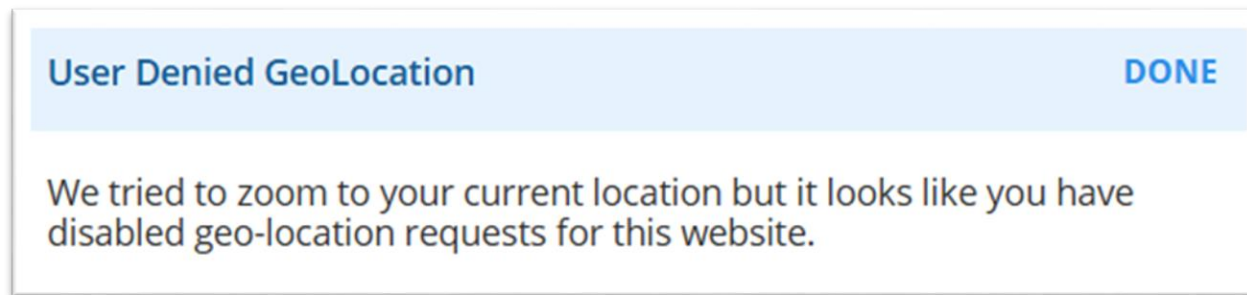 User Denied GeoLocation DONE
We tried to zoom to your current location but it looks like you have
disabled geo-location requests for this website.